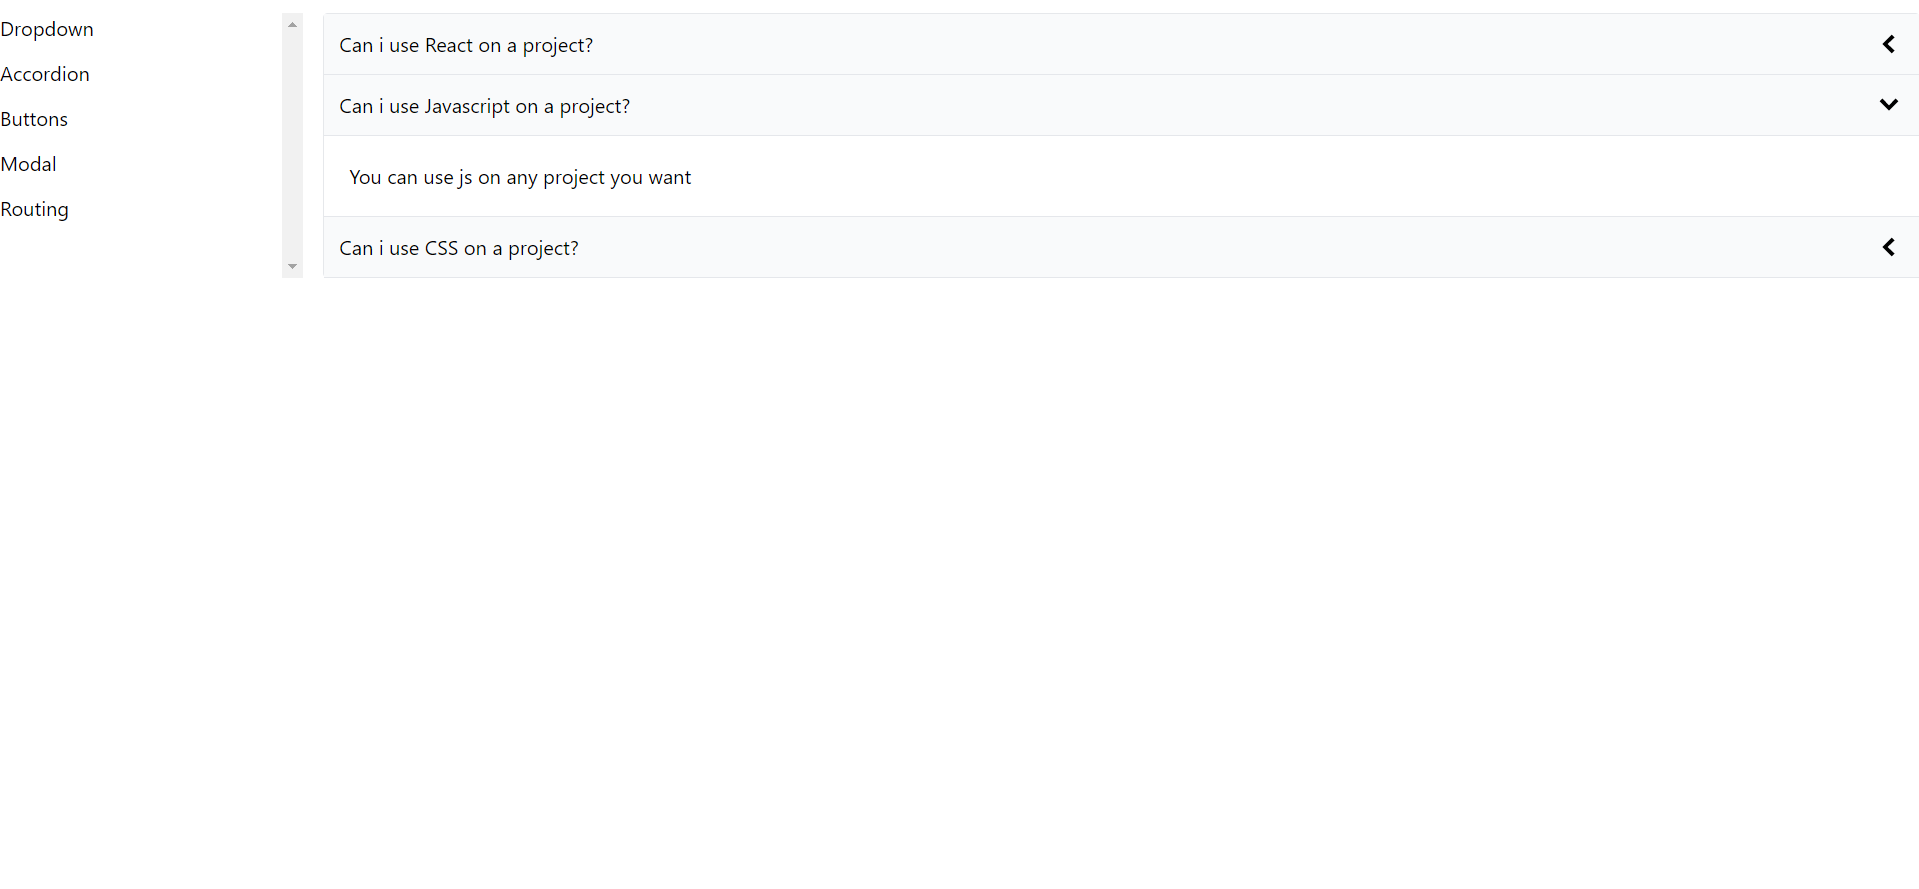 Dropdown
Accordion
Buttons
Modal
Routing
Can i use React on a project?
Can i use Javascript on a project?
You can use js on any project you want
Can i use CSS on a project?